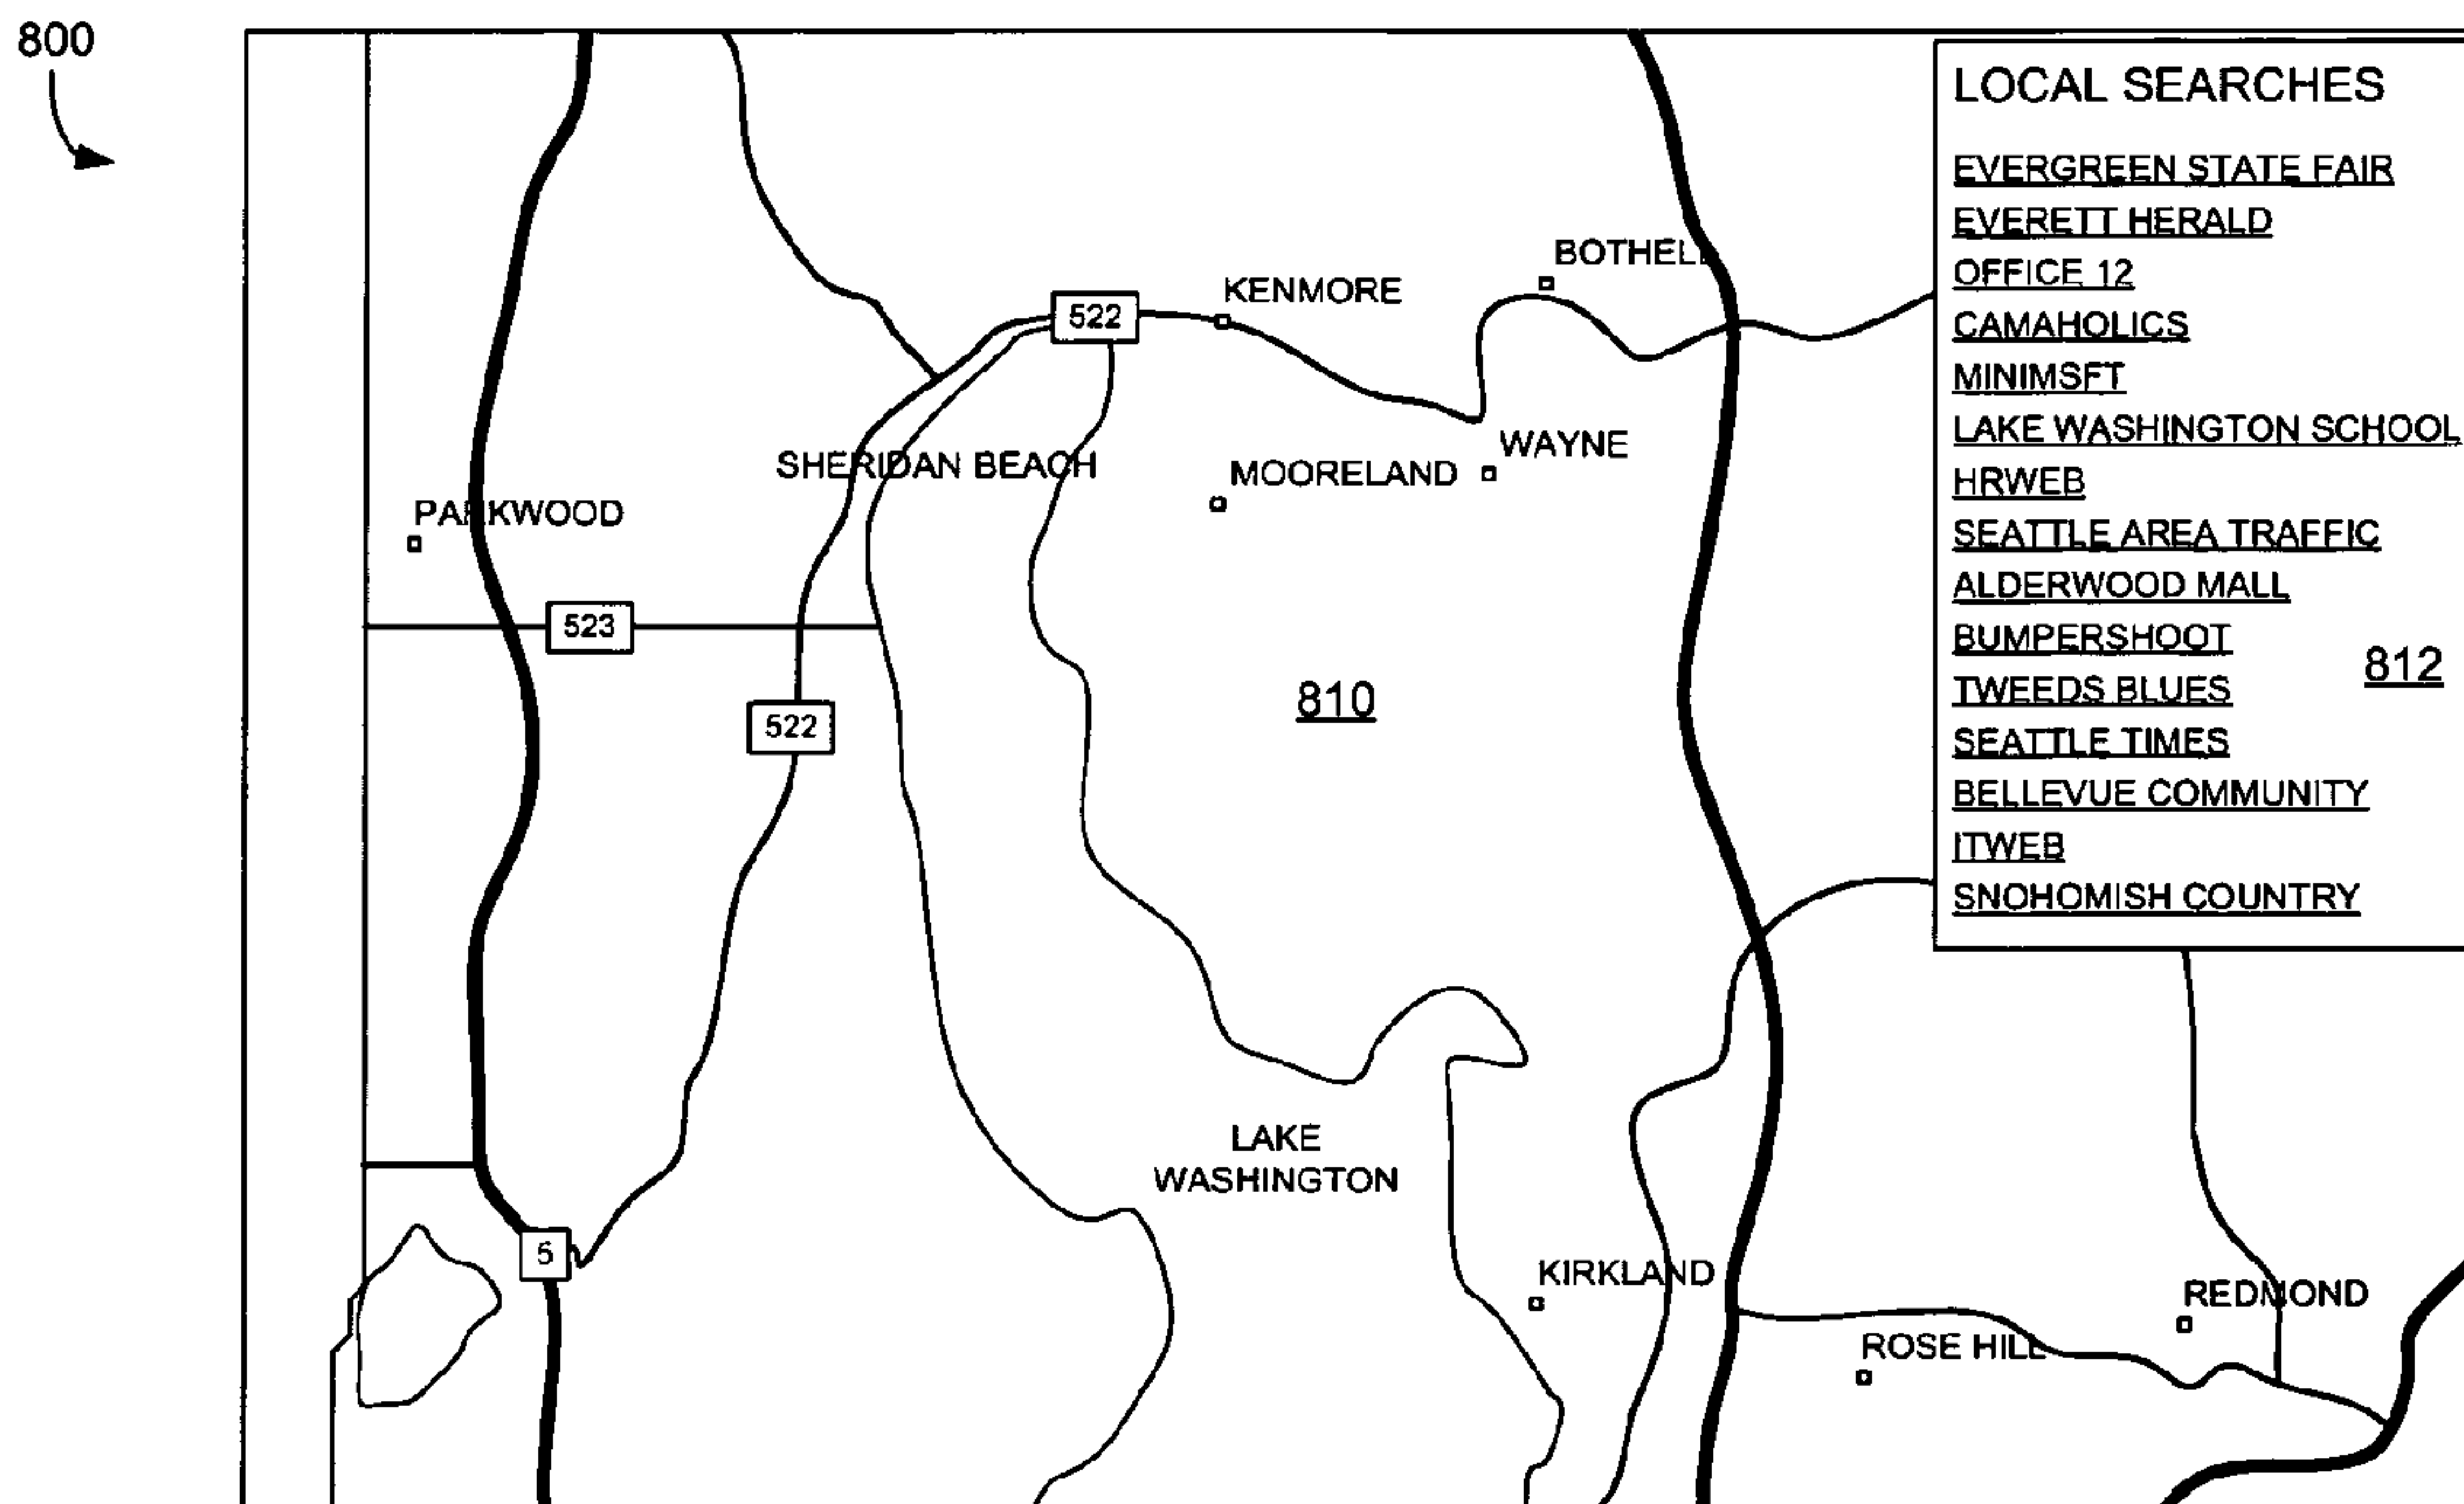 800
LOCAL SEARCHES
EVERGREEN STATE FAIR
EVERETT HERALD
OFFICE 12
CAMAHOLICS
MINIMSFT
LAKE WASHINGTON SCHOOL
HRWEB
SEATTLE AREA TRAFFIC
ALDERWOOD MALL
BUMPERSHOOT
812
TWEEDS BLUES
SEATTLE TIMES
BELLEVUE COMMUNITY
ITWEB
SNOHOMISH COUNTRY
BOTHELL
KENMORE
522
WAYNE
SHERIDAN BEACH
MOORELAND
PARKWOOD
523
810
522
LAKE
WASHINGTON
5
KIRKLAND
REDMOND
ROSE HILL